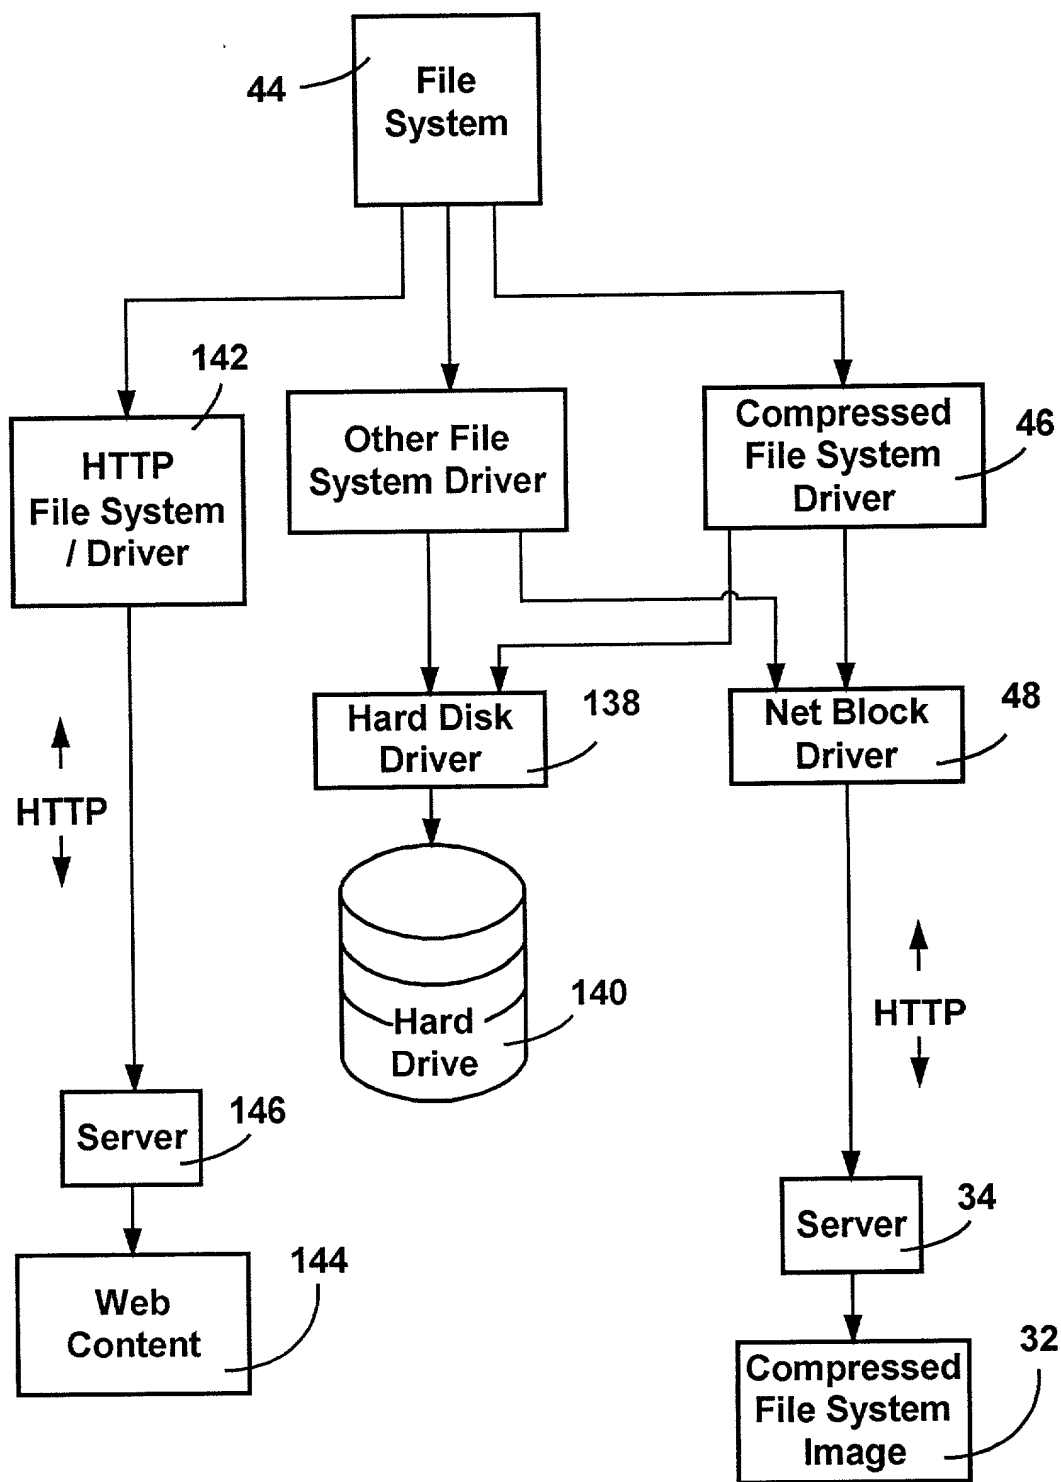 44
File
System
142
HTTP
File System
/ Driver
Other File
System Driver
Compressed
File System
Driver
46
Hard Disk
Driver
138
Net Block
Driver
48
HTTP
Hard
Drive
140
HTTP
Server
146
Server
34
Web
Content
144
Compressed
File System
Image
32